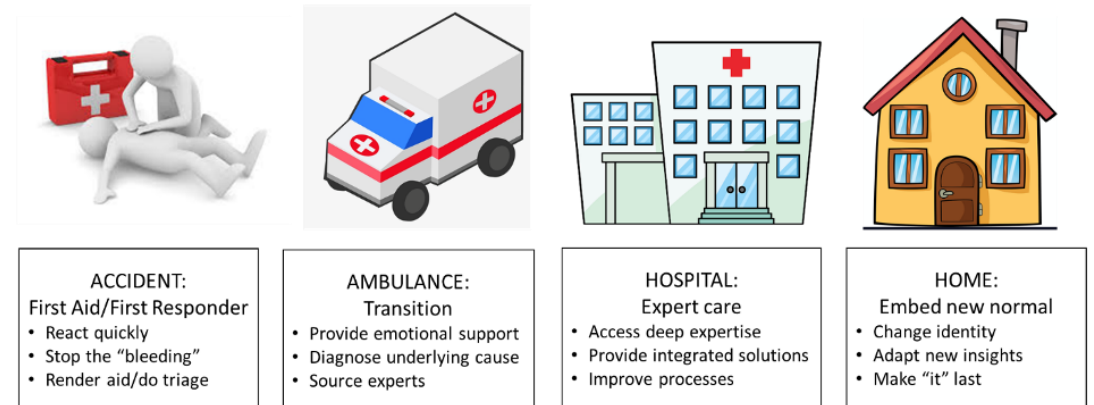 ACCIDENT:
First Aid/First Responder
• React quickly
• Stop the “bleeding”
• Render aid/do triage
AMBULANCE:
Transition
• Provide emotional support
• Diagnose underlying cause
• Source experts
HOSPITAL:
Expert care
• Access deep expertise
• Provide integrated solutions
• Improve processes
HOME:
Embed new normal
• Change identity
• Adapt new insights
• Make “it” last